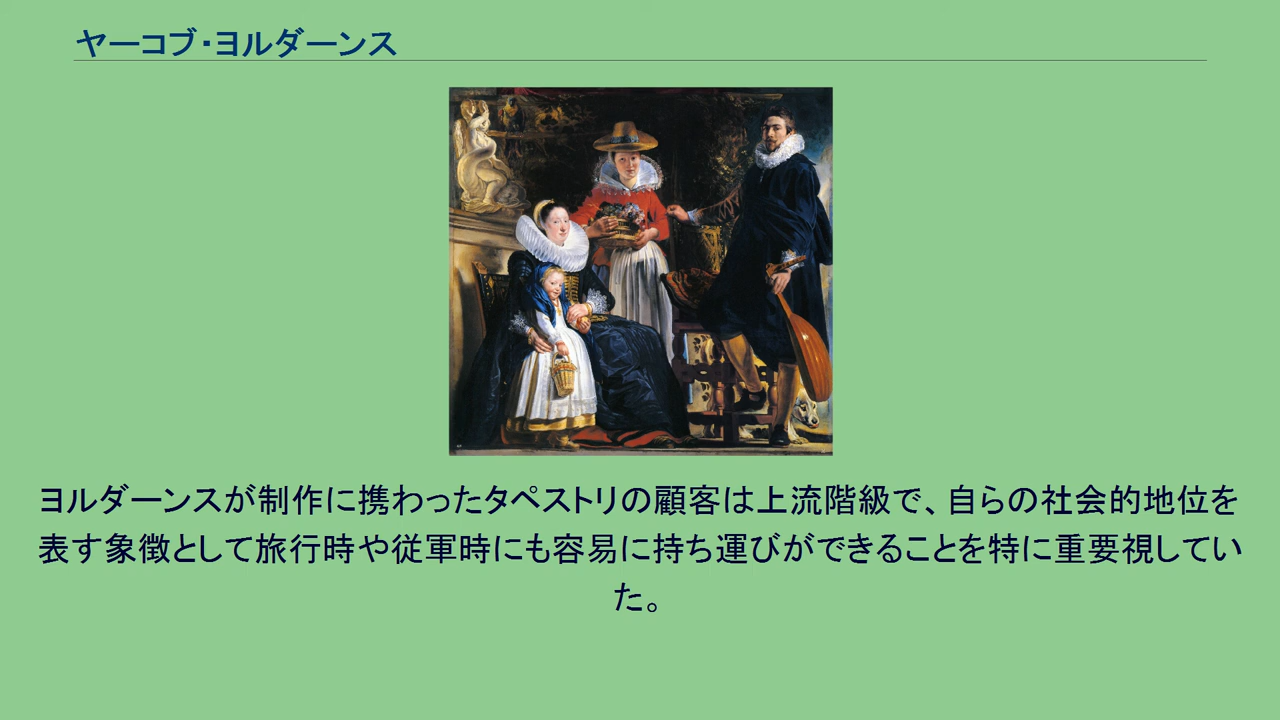 ヤーコブ・ヨルダーンス
ヨルダーンスが制作に携わったタペストリの顧客は上流階級で、自らの社会的地位を
表す象徴として旅行時や従軍時にも容易に持ち運びができることを特に重要視してい
た。